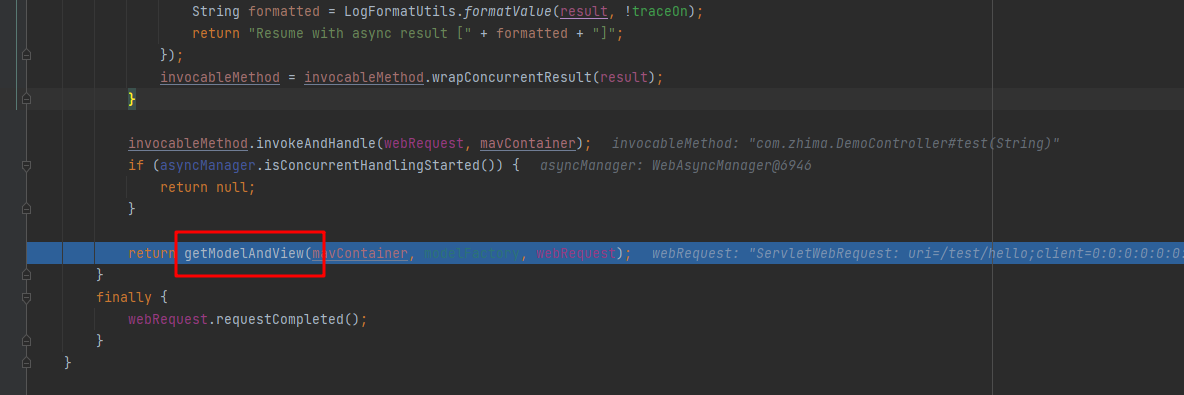 String formatted = LogFormatUtils.formatValue(result, !traceOn);
return "Resume with async result [" + formatted + "]";
});
invocableMethod = invocableMethod.wrapConcurrentResult(result);
}
invocableMethod.invokeAndHandle(webRequest, mavContainer); invocableMethod: "com.zhima.DemoController#test(String)"
if (asyncManager.isConcurrentHandlingStarted()) { asyncManager: WebAsyncManager@6946
return null;
}
return getModelAndView(mavContainer, modelFactory, webRequest); webRequest: "ServletWebRequest: uri=/test/hello;client=0:0:0:0:0:0:
}
finally {
webRequest.requestCompleted();
}
}